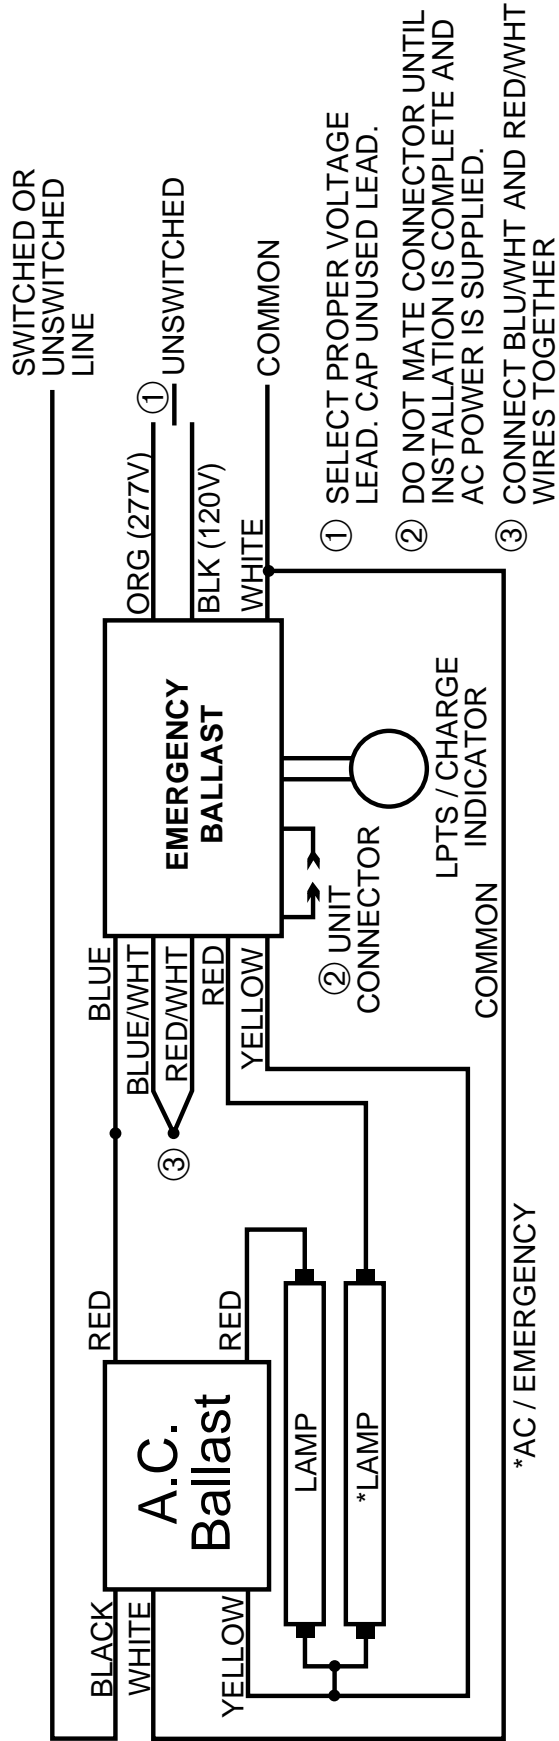 BLACK
WHITE
YELLOW
A.C.
Ballast
RED
RED
LAMP
*LAMP
*AC / EMERGENCY
BLUE
BLUE/WHT
RED/WHT
RED
YELLOW
③
② UNIT
CONNECTOR
EMERGENCY
BALLAST
LPTS / CHARGE
INDICATOR
COMMON
ORG (277V)
BLK (120V)
WHITE
SWITCHED OR
UNSWITCHED
LINE
①
UNSWITCHED
COMMON
① SELECT PROPER VOLTAGE
LEAD. CAP UNUSED LEAD.
② DO NOT MATE CONNECTOR UNTIL
INSTALLATION IS COMPLETE AND
AC POWER IS SUPPLIED.
③ CONNECT BLU/WHT AND RED/WHT
WIRES TOGETHER